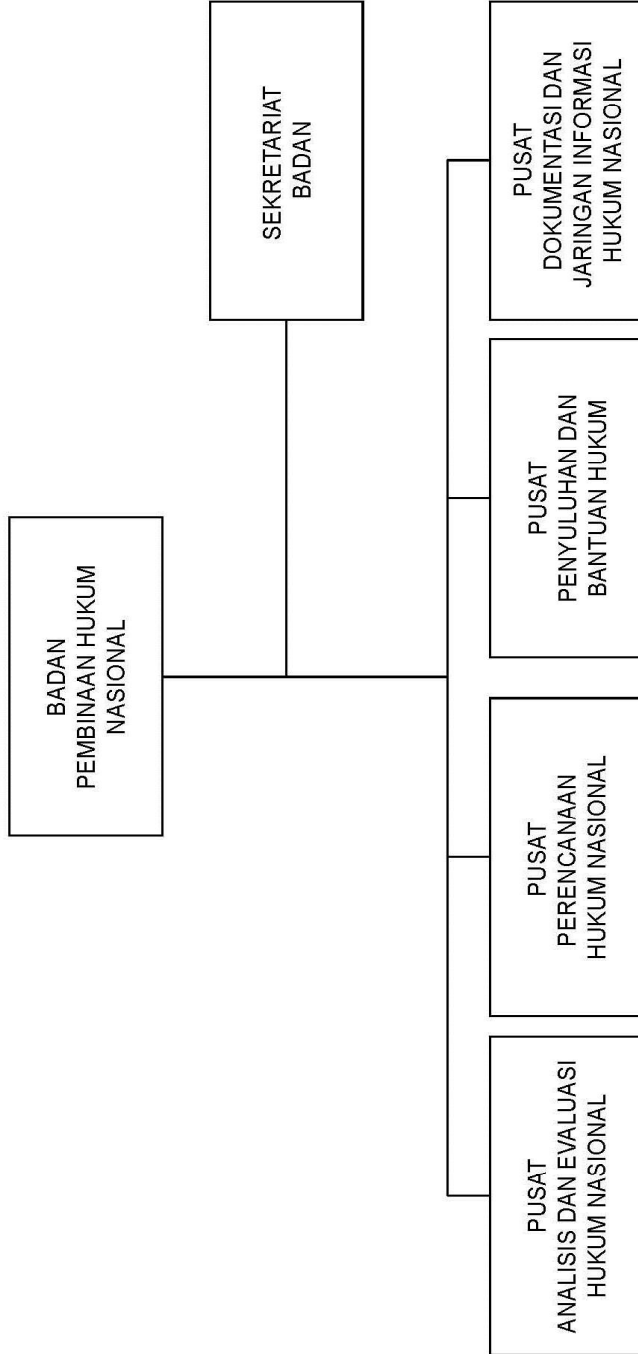 BADAN
PEMBINAAN HUKUM
NASIONAL
SEKRETARIAT
BADAN
PUSAT
ANALISIS DAN EVALUASI
HUKUM NASIONAL
PUSAT
PERENCANAAN
HUKUM NASIONAL
PUSAT
PENYULUHAN DAN
BANTUAN HUKUM
PUSAT
DOKUMENTASI DAN
JARINGAN INFORMASI
HUKUM NASIONAL